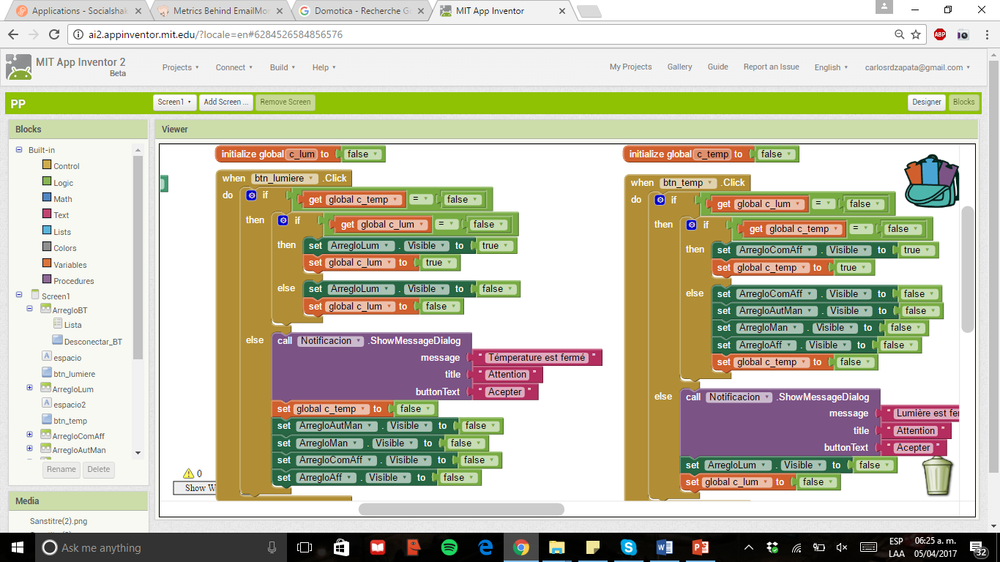 Applications - Socialshak
Metrics Behind EmailMon
Domotica - Recherche G
MIT App Inventor
ai2.appinventor.mit.edu/?locale=en#6284526584856576
ABP
MIT App Inventor 2
Beta
Projects
Connect
Build
Help
My Projects
Gallery
Guide
Report an Issue
English
carlosrdzapata@gmail.com
PP
Screen1
Add Screen ...
Remove Screen
Designer
Blocks
Blocks
Viewer
Built-in
Control
Logic
Math
Text
Lists
Colors
Variables
Procedures
Screen1
ArregloBT
Lista
Desconectar_BT
espacio
btn_lumiere
ArregloLum
espacio2
btn_temp
ArregloComAff
ArregloAutMan
Rename
Delete
Media
Sanstitre(2).png
initialize global c_lum to false
when btn_lumiere .Click
do if get global c_temp = false
then if get global c_lum = false
then set ArregloLum . Visible to true
set global c_lum to true
else set ArregloLum . Visible to false
set global c_lum to false
else call Notificacion .ShowMessageDialog
message " Témperature est fermé "
title " Attention "
buttonText " Acepter "
set global c_temp to false
set ArregloAutMan . Visible to false
set ArregloMan . Visible to false
set ArregloComAff . Visible to false
set ArregloAff . Visible to false
0
Show W
initialize global c_temp to false
when btn_temp .Click
do if get global c_lum = false
then if get global c_temp = false
then set ArregloComAff . Visible to true
set global c_temp to true
else set ArregloComAff . Visible to false
set ArregloAutMan . Visible to false
set ArregloMan . Visible to false
set ArregloAff . Visible to false
set global c_temp to false
else call Notificacion .ShowMessageDialog
message " Lumière est fer
title " Attention "
buttonText " Acepter "
set ArregloLum . Visible to false
set global c_lum to false
Ask me anything
ESP
LAA
06:25 a. m.
05/04/2017
32